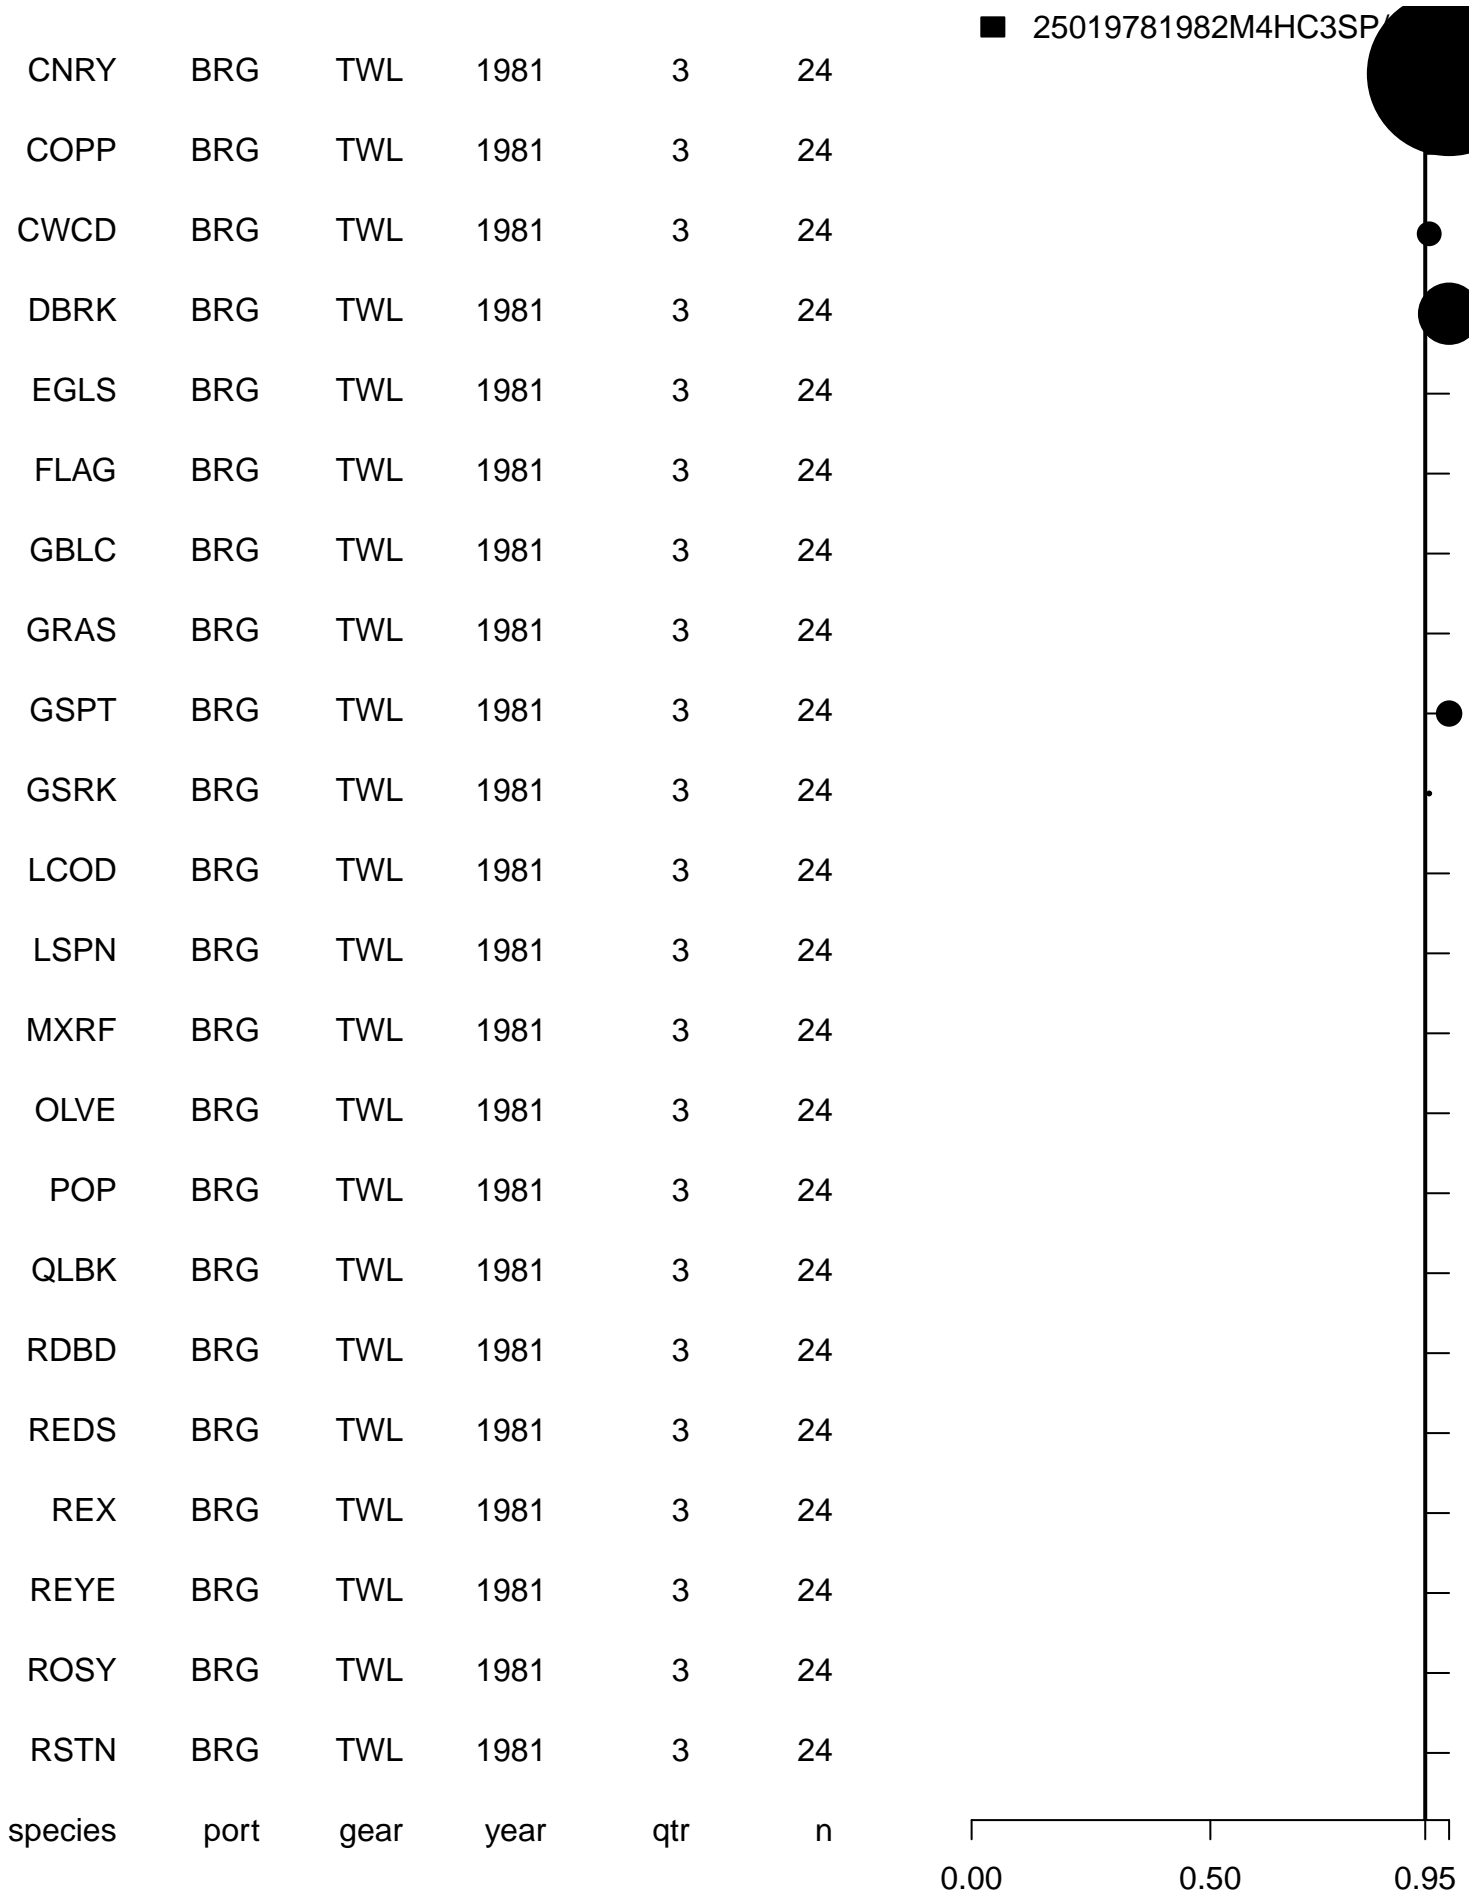 25019781982M4HC3SP
CNRY BRG TWL 1981 3 24
COPP BRG TWL 1981 3 24
CWCD BRG TWL 1981 3 24
DBRK BRG TWL 1981 3 24
EGLS BRG TWL 1981 3 24
FLAG BRG TWL 1981 3 24
GBLC BRG TWL 1981 3 24
GRAS BRG TWL 1981 3 24
GSPT BRG TWL 1981 3 24
GSRK BRG TWL 1981 3 24
LCOD BRG TWL 1981 3 24
LSPN BRG TWL 1981 3 24
MXRF BRG TWL 1981 3 24
OLVE BRG TWL 1981 3 24
POP BRG TWL 1981 3 24
QLBK BRG TWL 1981 3 24
RDBD BRG TWL 1981 3 24
REDS BRG TWL 1981 3 24
REX BRG TWL 1981 3 24
REYE BRG TWL 1981 3 24
ROSY BRG TWL 1981 3 24
RSTN BRG TWL 1981 3 24
species port gear year qtr n
0.00 0.50 0.95